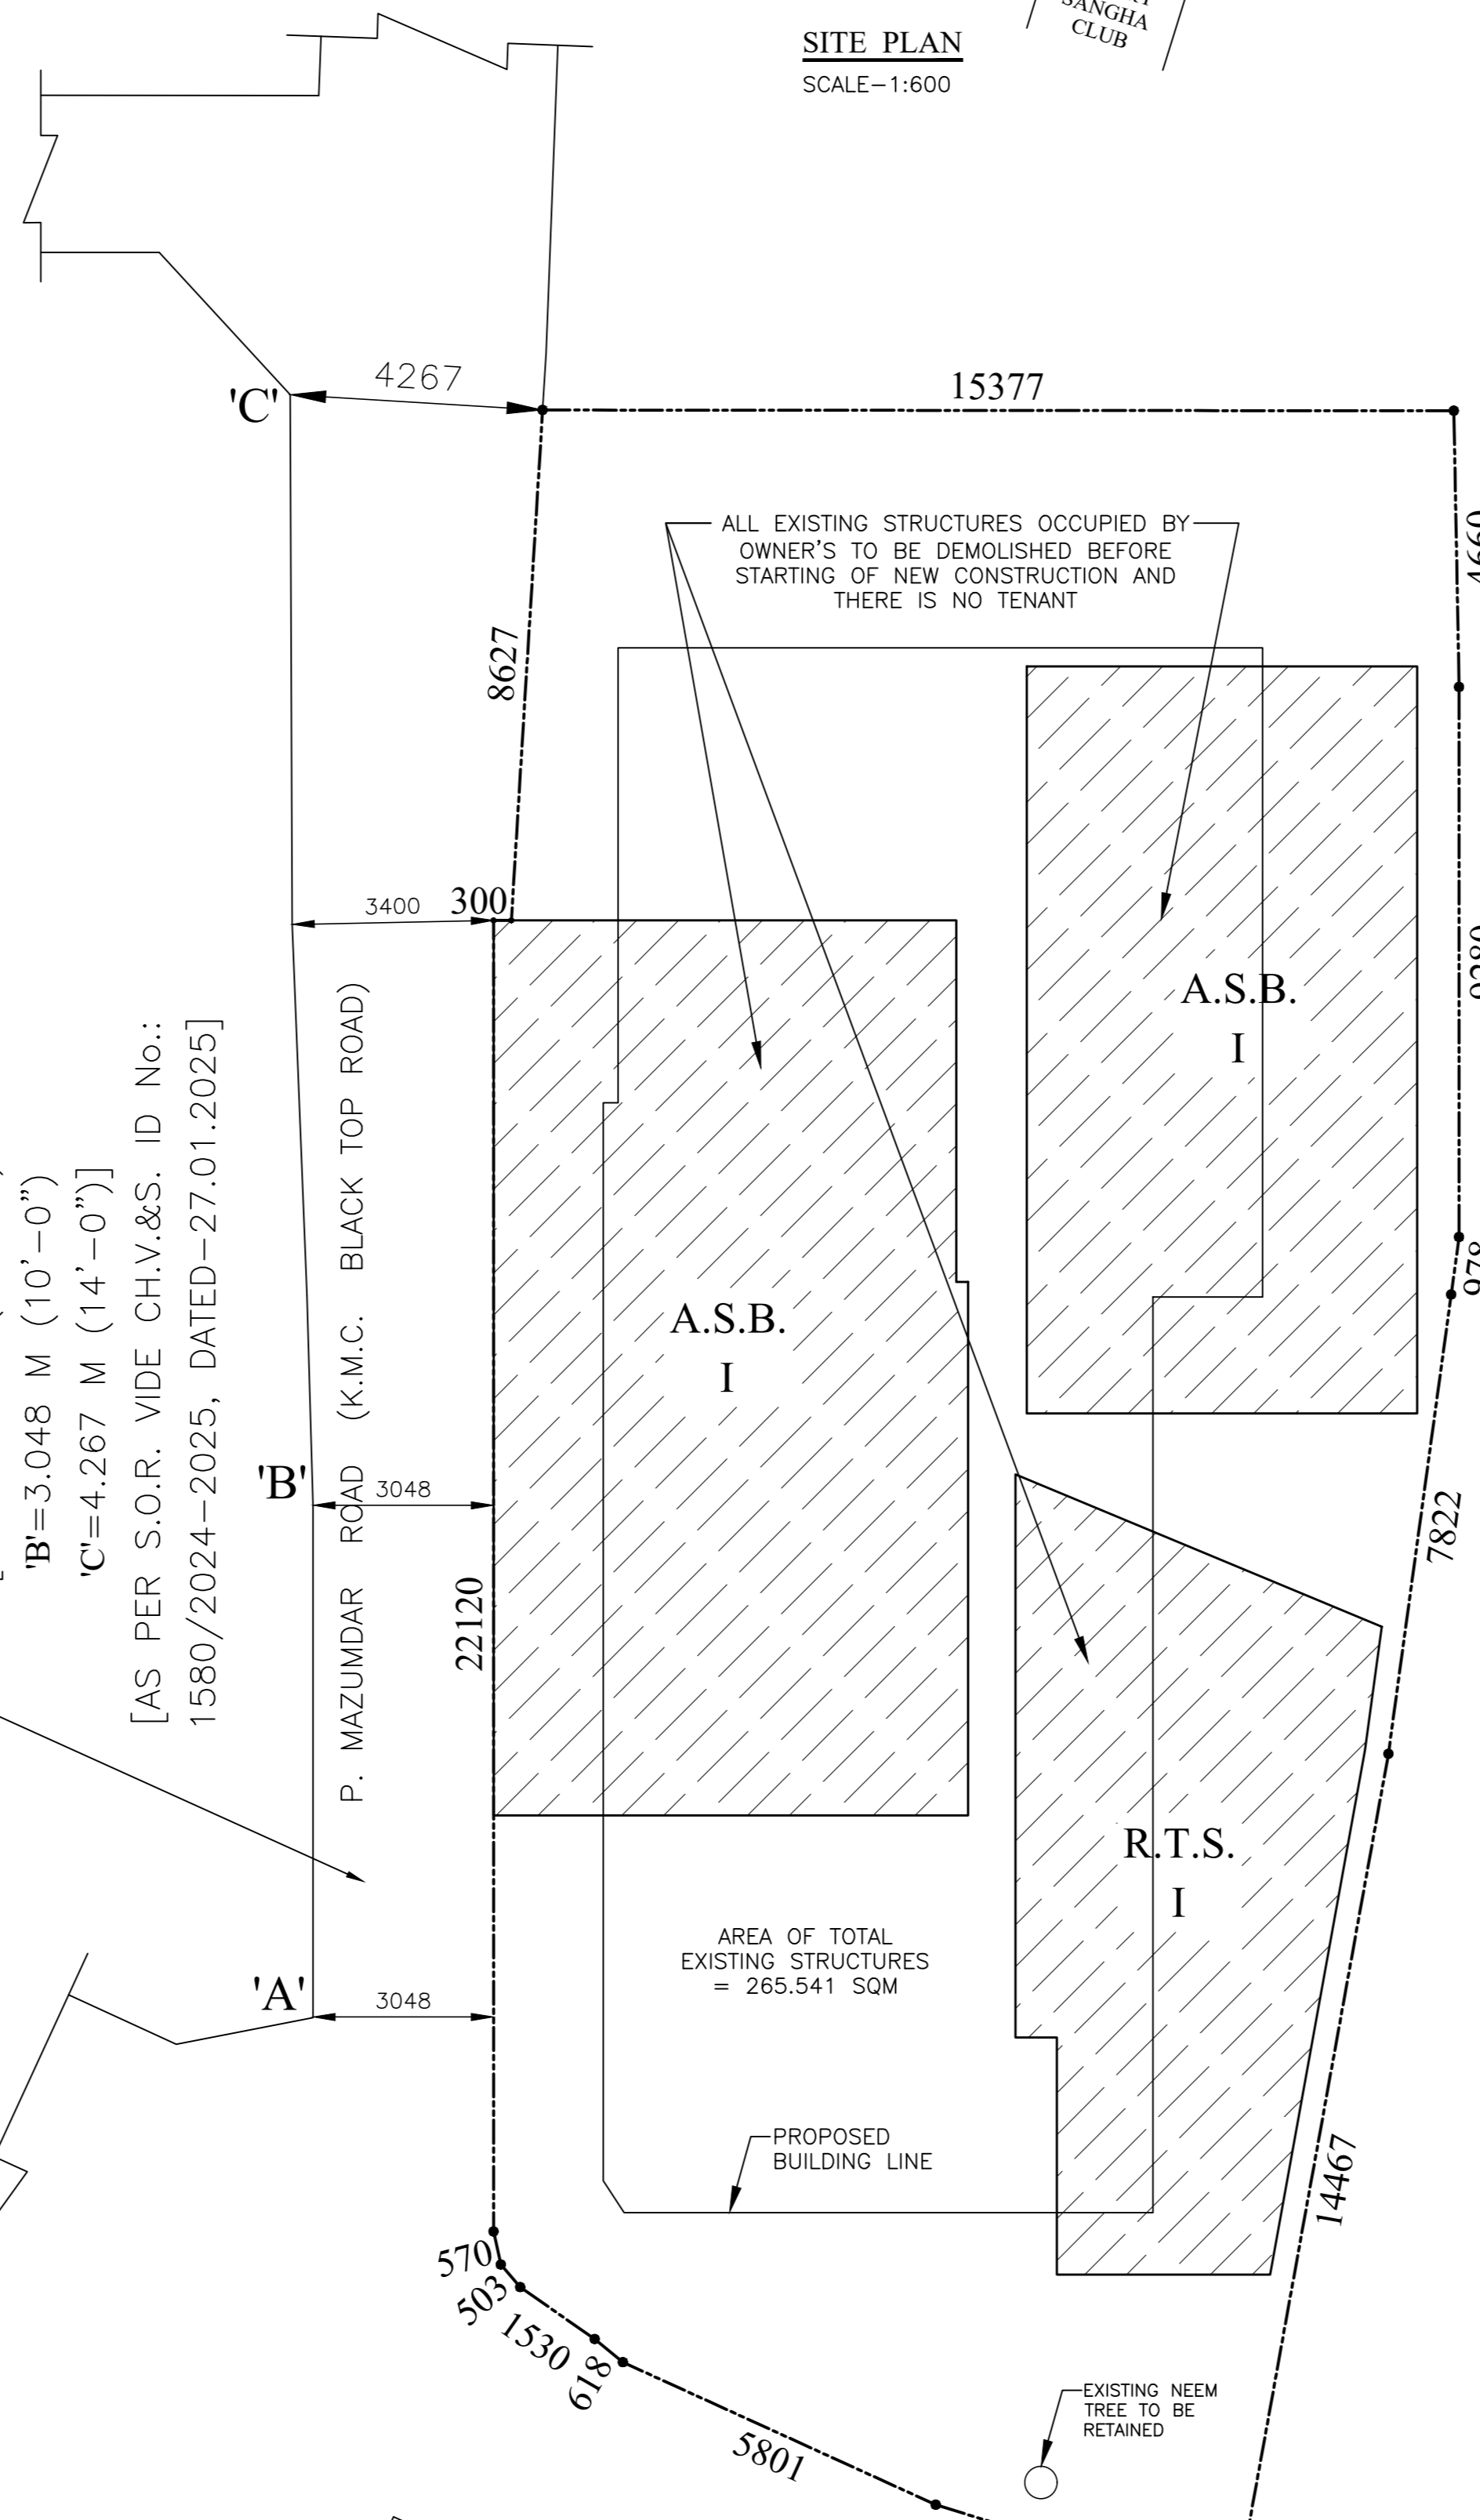 SITE PLAN
SCALE-1:600
SANGHA
CLUB
'C'
4267
15377
4660
ALL EXISTING STRUCTURES OCCUPIED BY
OWNER'S TO BE DEMOLISHED BEFORE
STARTING OF NEW CONSTRUCTION AND
THERE IS NO TENANT
8627
3400
300
9280
A.S.B.
I
'B'=3.048 M (10'-0")
'C'=4.267 M (14'-0")]
[AS PER S.O.R. VIDE CH.V.&S. ID No.:
1580/2024-2025, DATED-27.01.2025]
P. MAZUMDAR ROAD (K.M.C. BLACK TOP ROAD)
978
A.S.B.
I
'B'
3048
7822
22120
R.T.S.
I
AREA OF TOTAL
EXISTING STRUCTURES
= 265.541 SQM
'A'
3048
PROPOSED
BUILDING LINE
14467
570
503
1530
618
5801
EXISTING NEEM
TREE TO BE
RETAINED